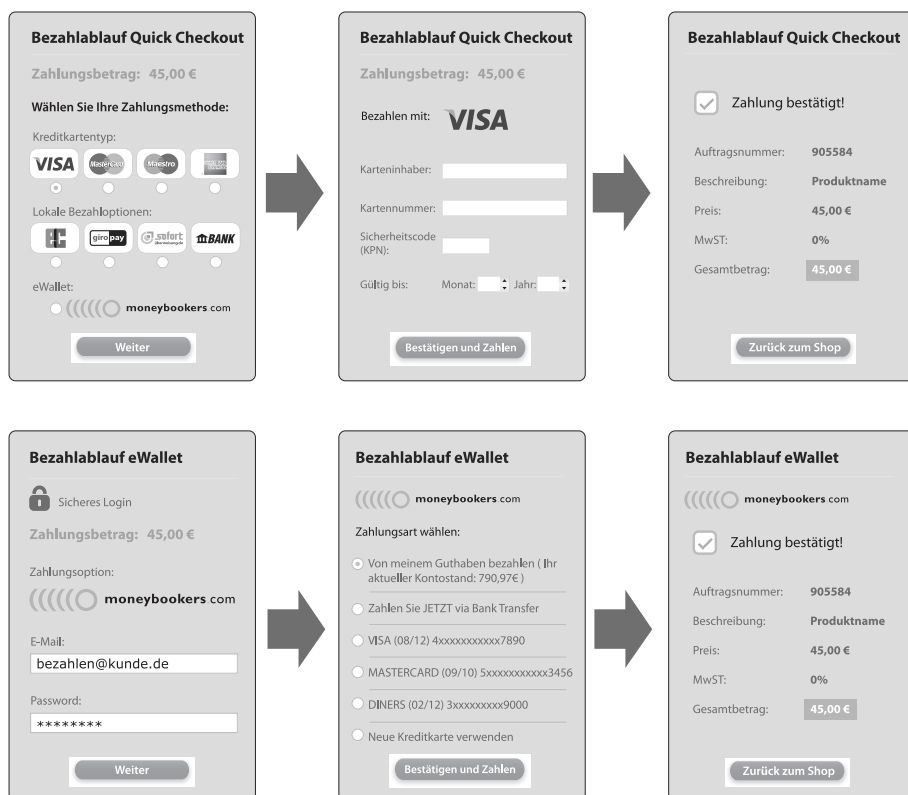 Bezahlablauf Quick Checkout
Zahlungsbetrag: 45,00 €
Wählen Sie Ihre Zahlungsmethode:
Kreditkartentyp:
VISA MasterCard Maestro
Lokale Bezahloptionen:
EC giropay sofort BANK
eWallet:
moneybookers.com
Weiter
Bezahlablauf Quick Checkout
Zahlungsbetrag: 45,00 €
Bezahlen mit: VISA
Karteninhaber:
Kartennummer:
Sicherheitscode
(KPN):
Gültig bis: Monat: Jahr:
Bestätigen und Zahlen
Bezahlablauf Quick Checkout
Zahlung bestätigt!
Auftragsnummer: 905584
Beschreibung: Produktname
Preis: 45,00 €
MwST: 0%
Gesamtbetrag: 45,00 €
Zurück zum Shop
Bezahlablauf eWallet
Sicheres Login
Zahlungsbetrag: 45,00 €
Zahlungsoption:
moneybookers.com
E-Mail:
bezahlen@kunde.de
Password:
********
Weiter
Bezahlablauf eWallet
moneybookers.com
Zahlungsart wählen:
Von meinem Guthaben bezahlen ( Ihr
aktueller Kontostand: 790,97€ )
Zahlen Sie JETZT via Bank Transfer
VISA (08/12) 4xxxxxxxxxxx7890
MASTERCARD (09/10) 5xxxxxxxxxxx3456
DINERS (02/12) 3xxxxxxxxx9000
Neue Kreditkarte verwenden
Bestätigen und Zahlen
Bezahlablauf eWallet
moneybookers.com
Zahlung bestätigt!
Auftragsnummer: 905584
Beschreibung: Produktname
Preis: 45,00 €
MwST: 0%
Gesamtbetrag: 45,00 €
Zurück zum Shop